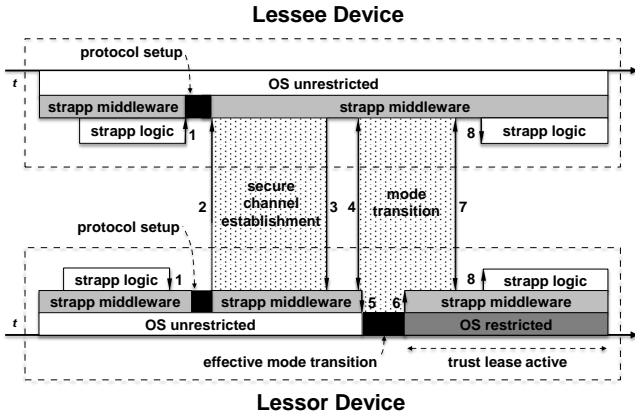 Lessee Device
protocol setup
t
OS unrestricted
strapp middleware
strapp middleware
strapp logic
1
8
strapp logic
2
secure
channel
establishment
3
4
mode
transition
7
protocol setup
strapp logic
1
8
strapp logic
strapp middleware
strapp middleware
5
6
strapp middleware
t
OS unrestricted
OS restricted
effective mode transition
trust lease active
Lessor Device